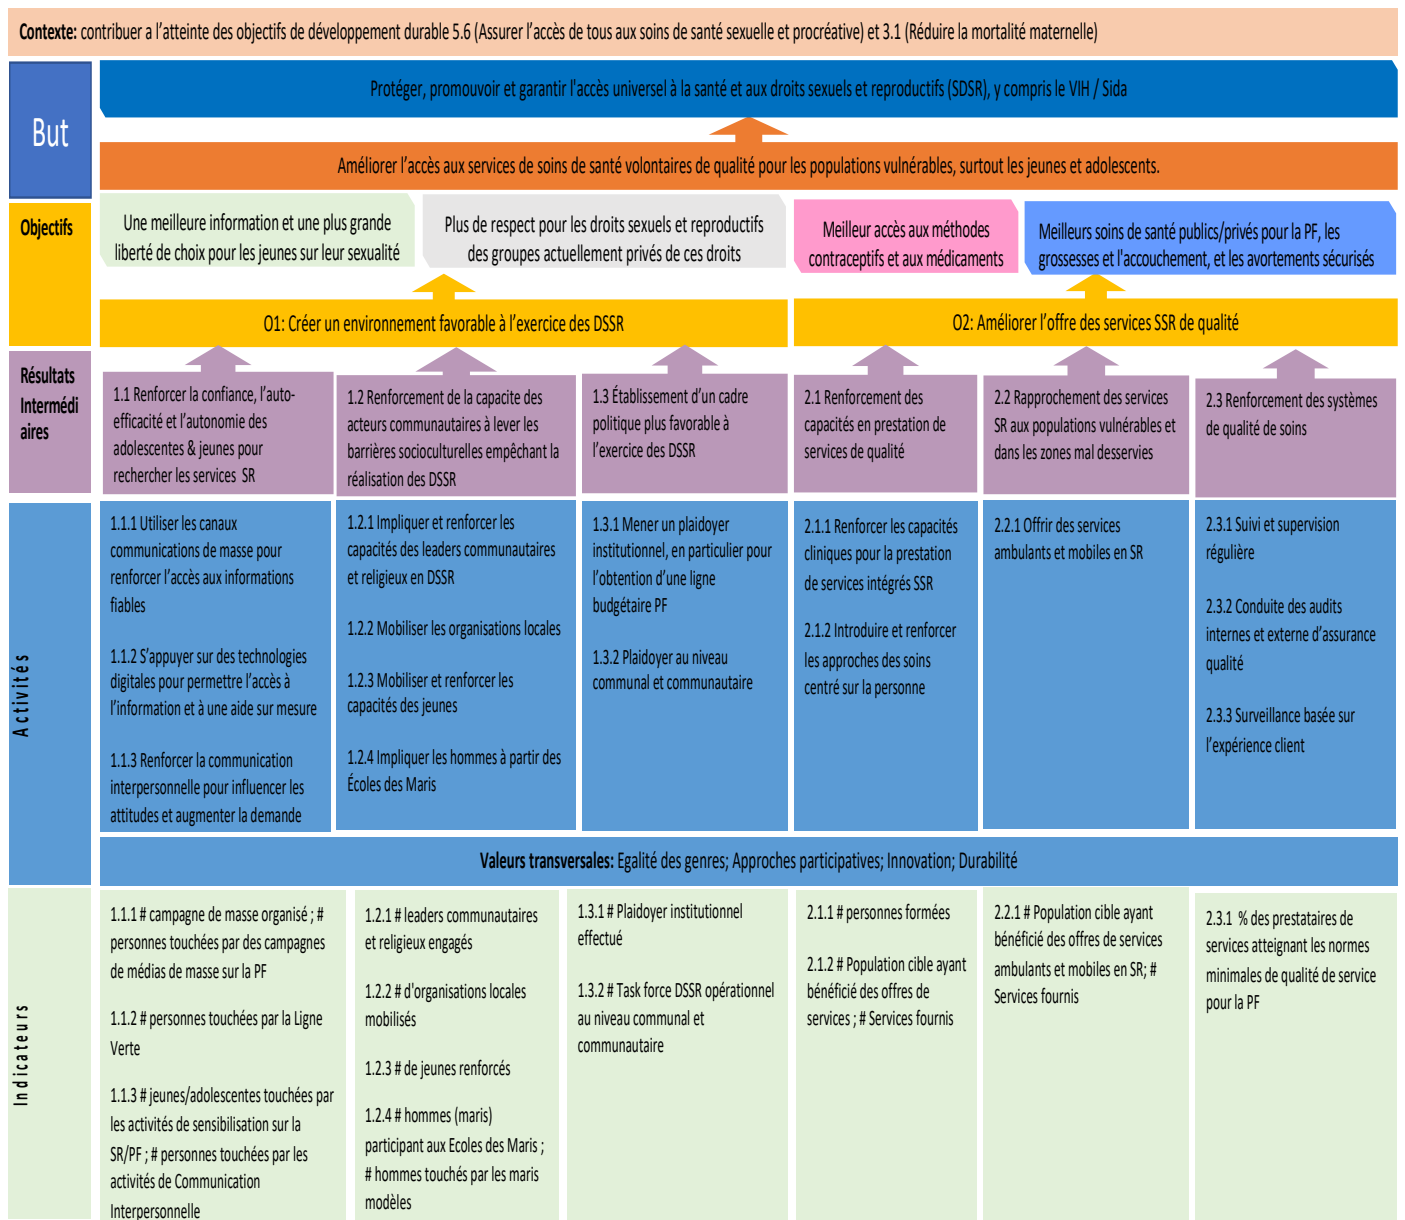 Contexte: contribuer a l'atteinte des objectifs de développement durable 5.6 (Assurer l'accès de tous aux soins de santé sexuelle et procréative) et 3.1 (Réduire la mortalité maternelle)
But
Protéger, promouvoir et garantir l'accès universel à la santé et aux droits sexuels et reproductifs (SDSR), y compris le VIH / Sida
Améliorer l'accès aux services de soins de santé volontaires de qualité pour les populations vulnérables, surtout les jeunes et adolescents.
Objectifs
Une meilleure information et une plus grande
liberté de choix pour les jeunes sur leur sexualité
Plus de respect pour les droits sexuels et reproductifs
des groupes actuellement privés de ces droits
Meilleur accès aux méthodes
contraceptifs et aux médicaments
Meilleurs soins de santé publics/privés pour la PF, les
grossesses et l'accouchement, et les avortements sécurisés
O1: Créer un environnement favorable à l'exercice des DSSR
O2: Améliorer l'offre des services SSR de qualité
Résultats
Intermédi
aires
1.1 Renforcer la confiance, l'auto-
efficacité et l'autonomie des
adolescentes & jeunes pour
rechercher les services SR
1.2 Renforcement de la capacite des
acteurs communautaires à lever les
barrières socioculturelles empêchant la
réalisation des DSSR
1.3 Établissement d'un cadre
politique plus favorable à
l'exercice des DSSR
2.1 Renforcement des
capacités en prestation de
services de qualité
2.2 Rapprochement des services
SR aux populations vulnérables et
dans les zones mal desservies
2.3 Renforcement des systèmes
de qualité de soins
Activités
1.1.1 Utiliser les canaux
communications de masse pour
renforcer l'accès aux informations
fiables
1.1.2 S'appuyer sur des technologies
digitales pour permettre l'accès à
l'information et à une aide sur mesure
1.1.3 Renforcer la communication
interpersonnelle pour influencer les
attitudes et augmenter la demande
1.2.1 Impliquer et renforcer les
capacités des leaders communautaires
et religieux en DSSR
1.2.2 Mobiliser les organisations locales
1.2.3 Mobiliser et renforcer les
capacités des jeunes
1.2.4 Impliquer les hommes à partir des
Écoles des Maris
1.3.1 Mener un plaidoyer
institutionnel, en particulier pour
l'obtention d'une ligne
budgétaire PF
1.3.2 Plaidoyer au niveau
communal et communautaire
2.1.1 Renforcer les capacités
cliniques pour la prestation
de services intégrés SSR
2.1.2 Introduire et renforcer
les approches des soins
centré sur la personne
2.2.1 Offrir des services
ambulants et mobiles en SR
2.3.1 Suivi et supervision
régulière
2.3.2 Conduite des audits
internes et externe d'assurance
qualité
2.3.3 Surveillance basée sur
l'expérience client
Valeurs transversales: Egalité des genres; Approches participatives; Innovation; Durabilité
Indicateurs
1.1.1 # campagne de masse organisé ; #
personnes touchées par des campagnes
de médias de masse sur la PF
1.1.2 # personnes touchées par la Ligne
Verte
1.1.3 # jeunes/adolescentes touchées par
les activités de sensibilisation sur la
SR/PF ; # personnes touchées par les
activités de Communication
Interpersonnelle
1.2.1 # leaders communautaires
et religieux engagés
1.2.2 # d'organisations locales
mobilisés
1.2.3 # de jeunes renforcés
1.2.4 # hommes (maris)
participant aux Ecoles des Maris ;
# hommes touchés par les maris
modèles
1.3.1 # Plaidoyer institutionnel
effectué
1.3.2 # Task force DSSR opérationnel
au niveau communal et
communautaire
2.1.1 # personnes formées
2.1.2 # Population cible ayant
bénéficié des offres de
services ; # Services fournis
2.2.1 # Population cible ayant
bénéficié des offres de services
ambulants et mobiles en SR; #
Services fournis
2.3.1 % des prestataires de
services atteignant les normes
minimales de qualité de service
pour la PF